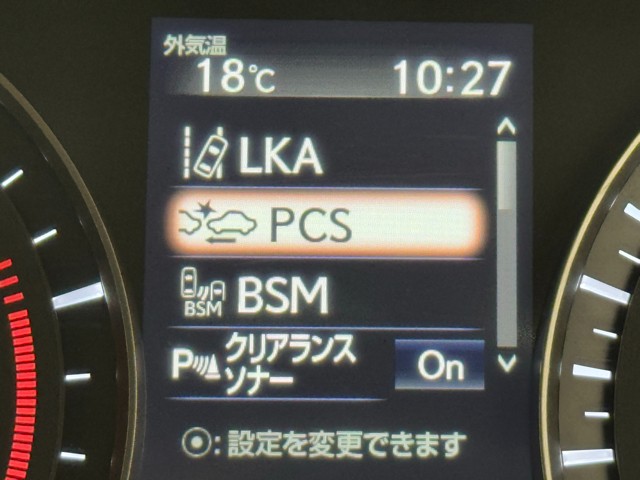 外気温
18℃ 10:27
LKA
PCS
BSM BSM
P クリアランス
ソナー On
⦿:設定を変更できます